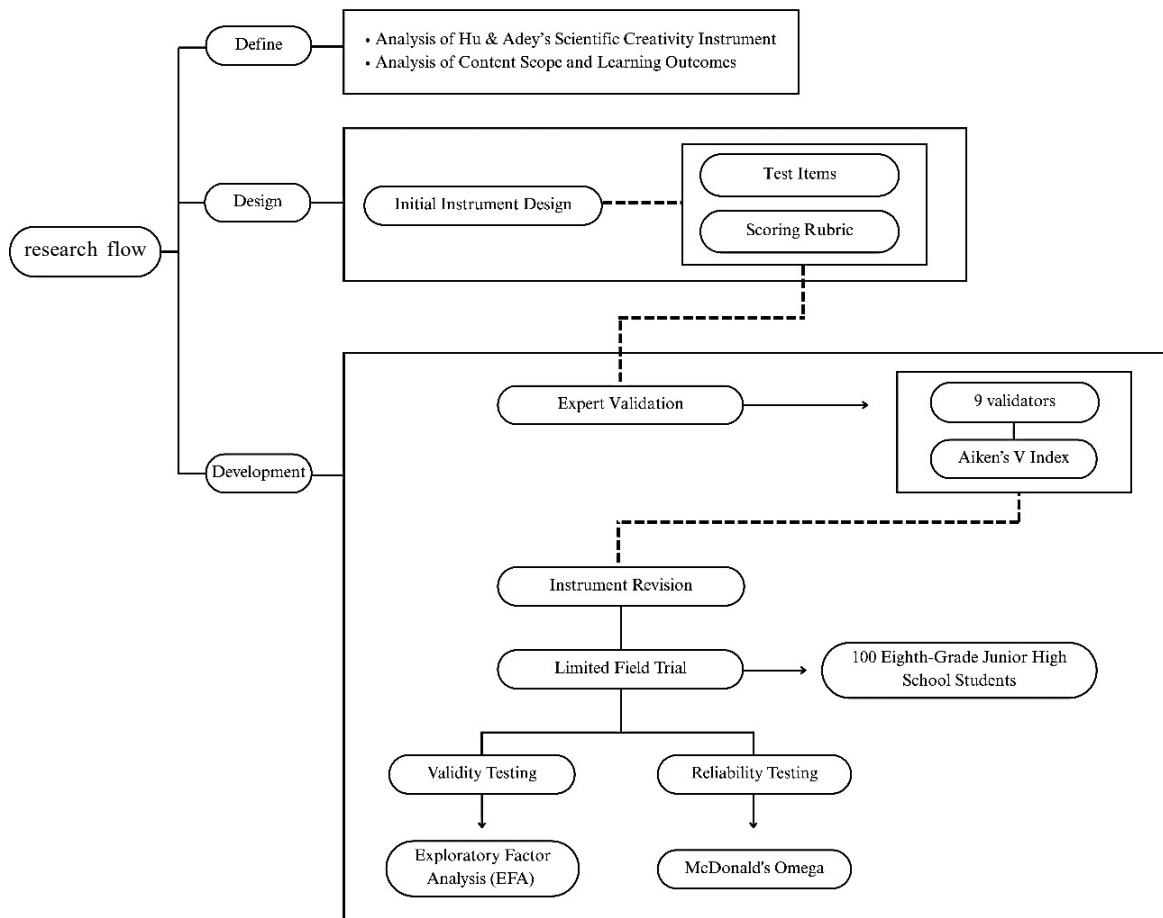 Define
• Analysis of Hu & Adey's Scientific Creativity Instrument
• Analysis of Content Scope and Learning Outcomes
Design
Initial Instrument Design
Test Items
Scoring Rubric
research flow
Development
Expert Validation
9 validators
Aiken's V Index
Instrument Revision
Limited Field Trial
100 Eighth-Grade Junior High
School Students
Validity Testing
Reliability Testing
Exploratory Factor
Analysis (EFA)
McDonald's Omega